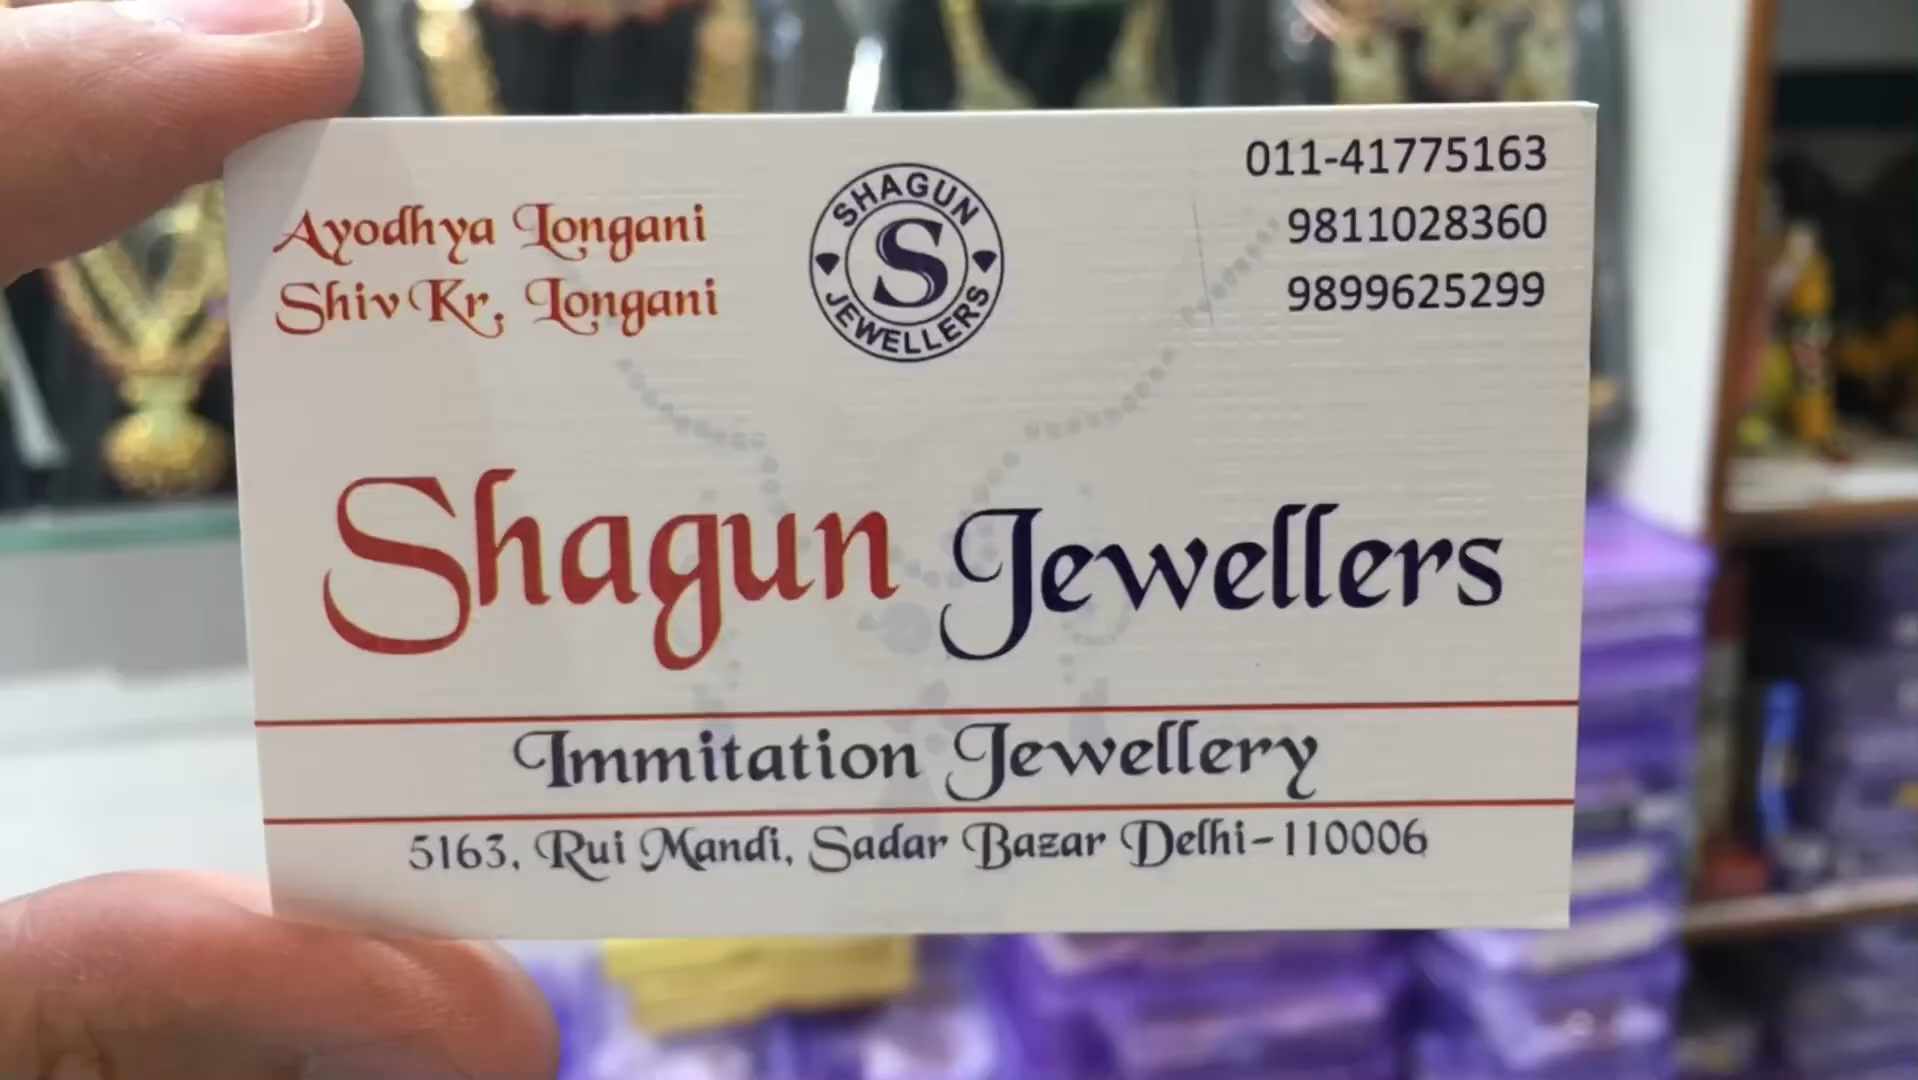 Ayodhya Longani
Shiv Kr. Longani
SHAGUN
S
JEWELLERS
011-41775163
9811028360
9899625299
Shagun Jewellers
Immitation Jewellery
5163, Rui Mandi, Sadar Bazar Delhi-110006